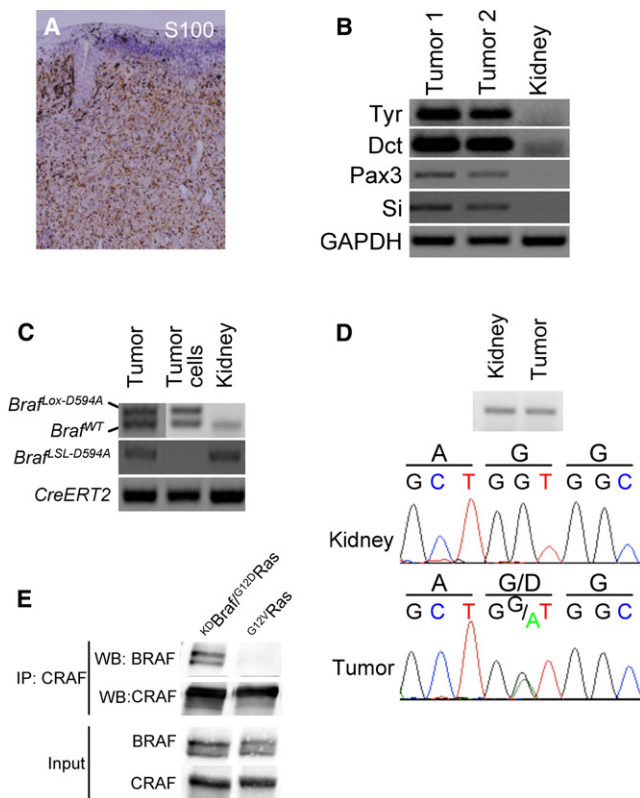 A
S100
B
Tumor 1
Tumor 2
Kidney
Tyr
Dct
Pax3
Si
GAPDH
C
Tumor
Tumor cells
Kidney
Braf^Lox-D594A
Braf^WT
Braf^LSL-D594A
CreERT2
D
Kidney
Tumor
A G G
G C T G G T G G C
Kidney
A G/D G
G C T G G/A T G G C
Tumor
E
KDBraf/G12DRas
G12VRas
IP: CRAF
WB: BRAF
WB:CRAF
Input
BRAF
CRAF